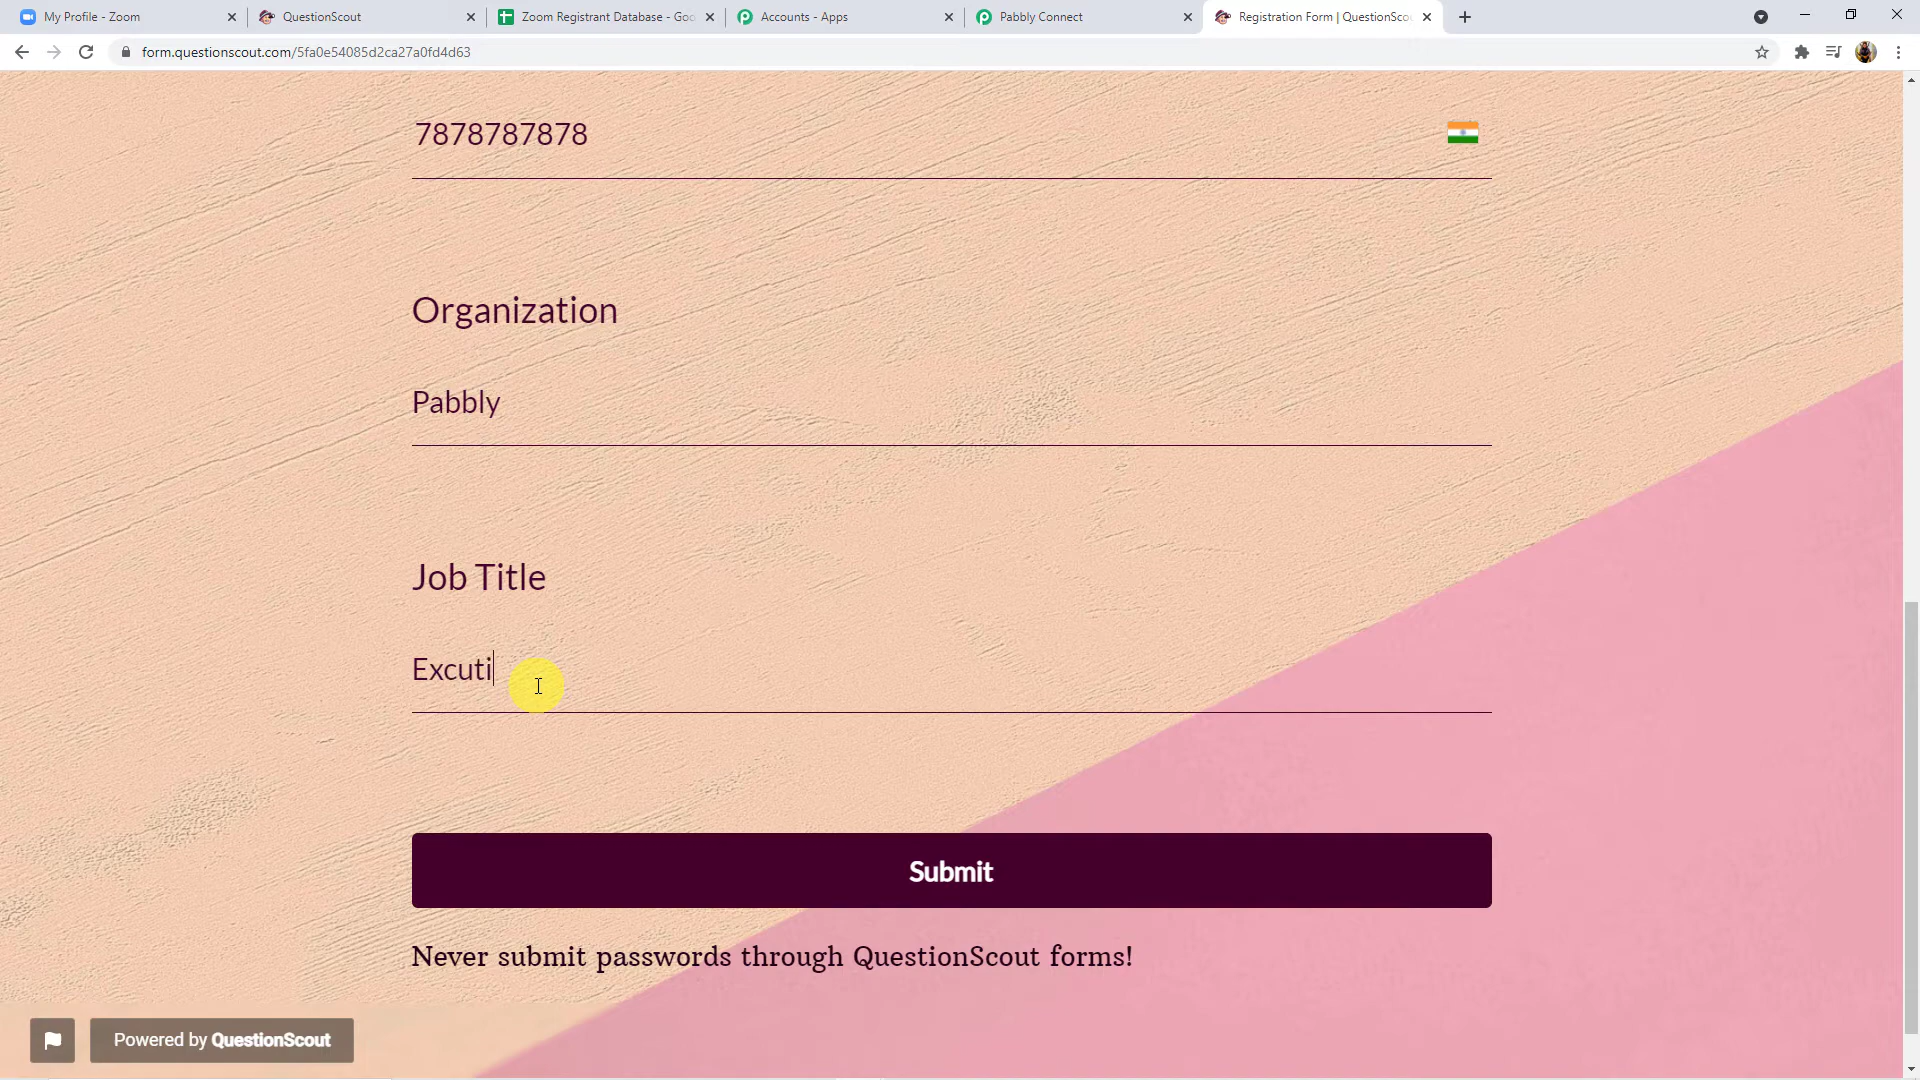 My Profile - Zoom
QuestionScout
Zoom Registrant Database - Goo
Accounts - Apps
Pabbly Connect
Registration Form | QuestionSco
form.questionscout.com/5fa0e54085d2ca27a0fd4d63
7878787878
Organization
Pabbly
Job Title
Excuti
Submit
Never submit passwords through QuestionScout forms!
Powered by QuestionScout